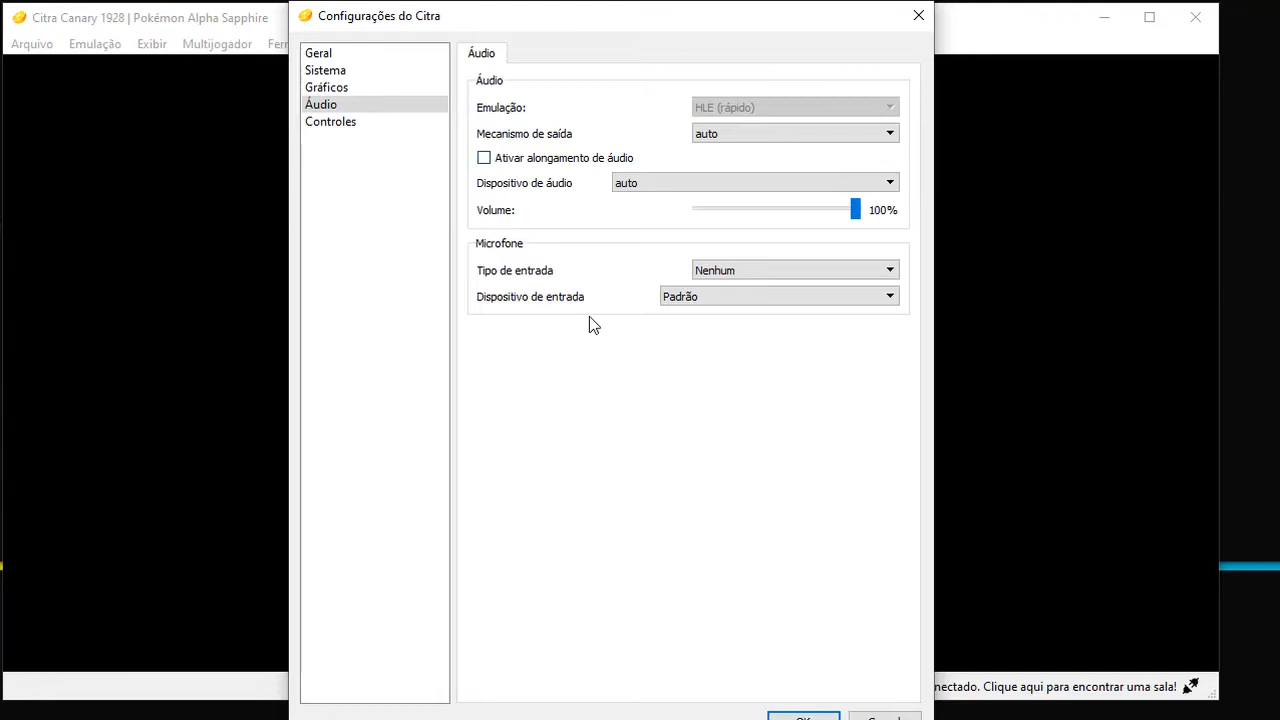 Citra Canary 1928 | Pokémon Alpha Sapphire
Configurações do Citra
Arquivo Emulação Exibir Multijogador
Geral
Sistema
Gráficos
Áudio
Controles
Áudio
Áudio
Emulação: HLE (rápido)
Mecanismo de saída auto
Ativar alongamento de áudio
Dispositivo de áudio auto
Volume: 100%
Microfone
Tipo de entrada Nenhum
Dispositivo de entrada Padrão
nectado. Clique aqui para encontrar uma sala!